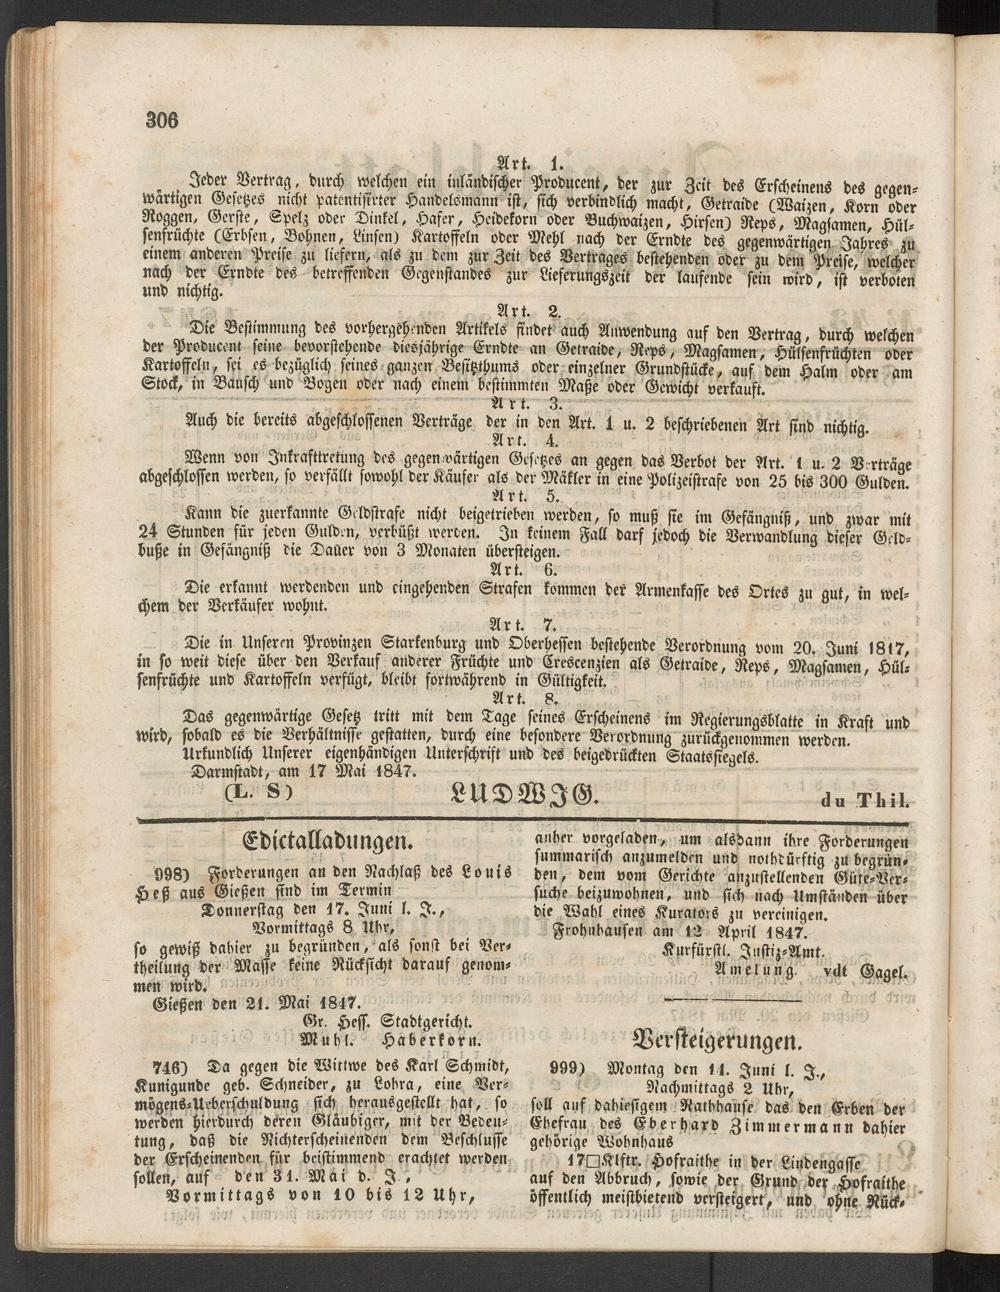 306
Art. 1.
Jeder Vertrag, durch welchen ein inländischer Producent, der zur Zeit des Erscheinens des gegen-
wärtigen Gesetzes nicht patentisirter Handelsmann ist, sich verbindlich macht, Getraide (Waizen, Korn oder
Roggen, Gerste, Spelz oder Dinkel, Hafer, Heidekorn oder Buchwaizen, Hirsen) Reps, Magsamen, Hül-
senfrüchte (Erbsen, Bohnen, Linsen) Kartoffeln oder Mehl nach der Erndte des gegenwärtigen Jahres zu
einem anderen Preise zu liefern, als zu dem zur Zeit des Vertrages bestehenden oder zu dem Preise, welcher
nach der Erndte des betreffenden Gegenstandes zur Lieferungszeit der laufende sein wird, ist verboten
und nichtig.
Art. 2.
Die Bestimmung des vorhergehenden Artikels findet auch Anwendung auf den Vertrag, durch welchen
der Producent seine bevorstehende diesjährige Erndte an Getraide, Reps, Magsamen, Hülsenfrüchten oder
Kartoffeln, sei es bezüglich seines ganzen Besitzthums oder einzelner Grundstücke, auf dem Halm oder am
Stock, in Bausch und Bogen oder nach einem bestimmten Maße oder Gewicht verkauft.
Art. 3.
Auch die bereits abgeschlossenen Verträge der in den Art. 1 u. 2 beschriebenen Art sind nichtig.
Art. 4.
Wenn von Inkrafttretung des gegenwärtigen Gesetzes an gegen das Verbot der Art. 1 u. 2 Verträge
abgeschlossen werden, so verfällt sowohl der Käufer als der Mäkler in eine Polizeistrafe von 25 bis 300 Gulden.
Art. 5.
Kann die zuerkannte Geldstrafe nicht beigetrieben werden, so muß sie im Gefängniß, und zwar mit
24 Stunden für jeden Gulden, verbüßt werden. In keinem Fall darf jedoch die Verwandlung dieser Geld-
buße in Gefängniß die Dauer von 3 Monaten übersteigen.
Art. 6.
Die erkannt werdenden und eingehenden Strafen kommen der Armenkasse des Ortes zu gut, in wel-
chem der Verkäufer wohnt.
Art. 7.
Die in Unseren Provinzen Starkenburg und Oberhessen bestehende Verordnung vom 20. Juni 1817,
in so weit diese über den Verkauf anderer Früchte und Crescenzien als Getraide, Reps, Magsamen, Hül-
senfrüchte und Kartoffeln verfügt, bleibt fortwährend in Gültigkeit.
Art. 8.
Das gegenwärtige Gesetz tritt mit dem Tage seines Erscheinens im Regierungsblatte in Kraft und
wird, sobald es die Verhältnisse gestatten, durch eine besondere Verordnung zurückgenommen werden.
Urkundlich Unserer eigenhändigen Unterschrift und des beigedrückten Staatssiegels.
Darmstadt, am 17 Mai 1847.
(L. S) LUDWIG. du Thil.
Edictalladungen.
998) Forderungen an den Nachlaß des Louis
Heß aus Gießen sind im Termin
Donnerstag den 17. Juni l. J.,
Vormittags 8 Uhr,
so gewiß dahier zu begründen, als sonst bei Ver-
theilung der Masse keine Rücksicht darauf genom-
men wird.
Gießen den 21. Mai 1847.
Gr. Hess. Stadtgericht.
Muhl. Haberkorn.
746) Da gegen die Wittwe des Karl Schmidt,
Kunigunde geb. Schneider, zu Lohra, eine Ver-
mögens-Ueberschuldung sich herausgestellt hat, so
werden hierdurch deren Gläubiger, mit der Bedeu-
tung, daß die Nichterscheinenden dem Beschlusse
der Erscheinenden für beistimmend erachtet werden
sollen, auf den 31. Mai d. J.,
Vormittags von 10 bis 12 Uhr,
anher vorgeladen, um alsdann ihre Forderungen
summarisch anzumelden und nothdürftig zu begrün-
den, dem vom Gerichte anzustellenden Güte-Ver-
suche beizuwohnen, und sich nach Umständen über
die Wahl eines Kurators zu vereinigen.
Frohnhausen am 12 April 1847.
Kurfürstl. Justiz-Amt.
Amelung. vdt Gagel.
Versteigerungen.
999) Montag den 14. Juni l. J.,
Nachmittags 2 Uhr,
soll auf dahiesigem Rathhause das den Erben der
Ehefrau des Eberhard Zimmermann dahier
gehörige Wohnhaus
17□Klftr. Hofraithe in der Lindengasse
auf den Abbruch, sowie der Grund der Hofraithe
öffentlich meistbietend versteigert, und ohne Rück-